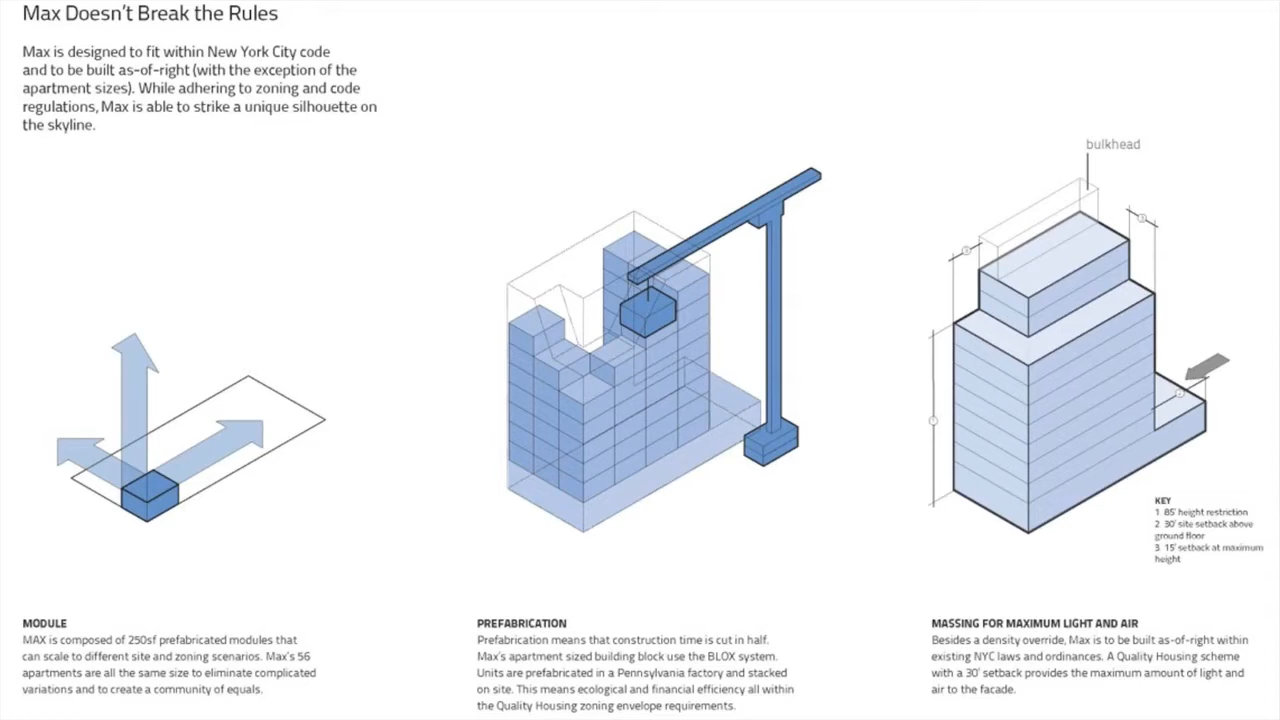 Max Doesn't Break the Rules
Max is designed to fit within New York City code
and to be built as-of-right (with the exception of the
apartment sizes). While adhering to zoning and code
regulations, Max is able to strike a unique silhouette on
the skyline.
bulkhead
KEY
1. 85' height restriction
2. 30' site setback above
ground floor
3. 15' setback at maximum
height
MODULE
MAX is composed of 250sf prefabricated modules that
can scale to different site and zoning scenarios. Max's 56
apartments are all the same size to eliminate complicated
variations and to create a community of equals.
PREFABRICATION
Prefabrication means that construction time is cut in half.
Max's apartment sized building block use the BLOX system.
Units are prefabricated in a Pennsylvania factory and stacked
on site. This means ecological and financial efficiency all within
the Quality Housing zoning envelope requirements.
MASSING FOR MAXIMUM LIGHT AND AIR
Besides a density override, Max is to be built as-of-right within
existing NYC laws and ordinances. A Quality Housing scheme
with a 30' setback provides the maximum amount of light and
air to the facade.